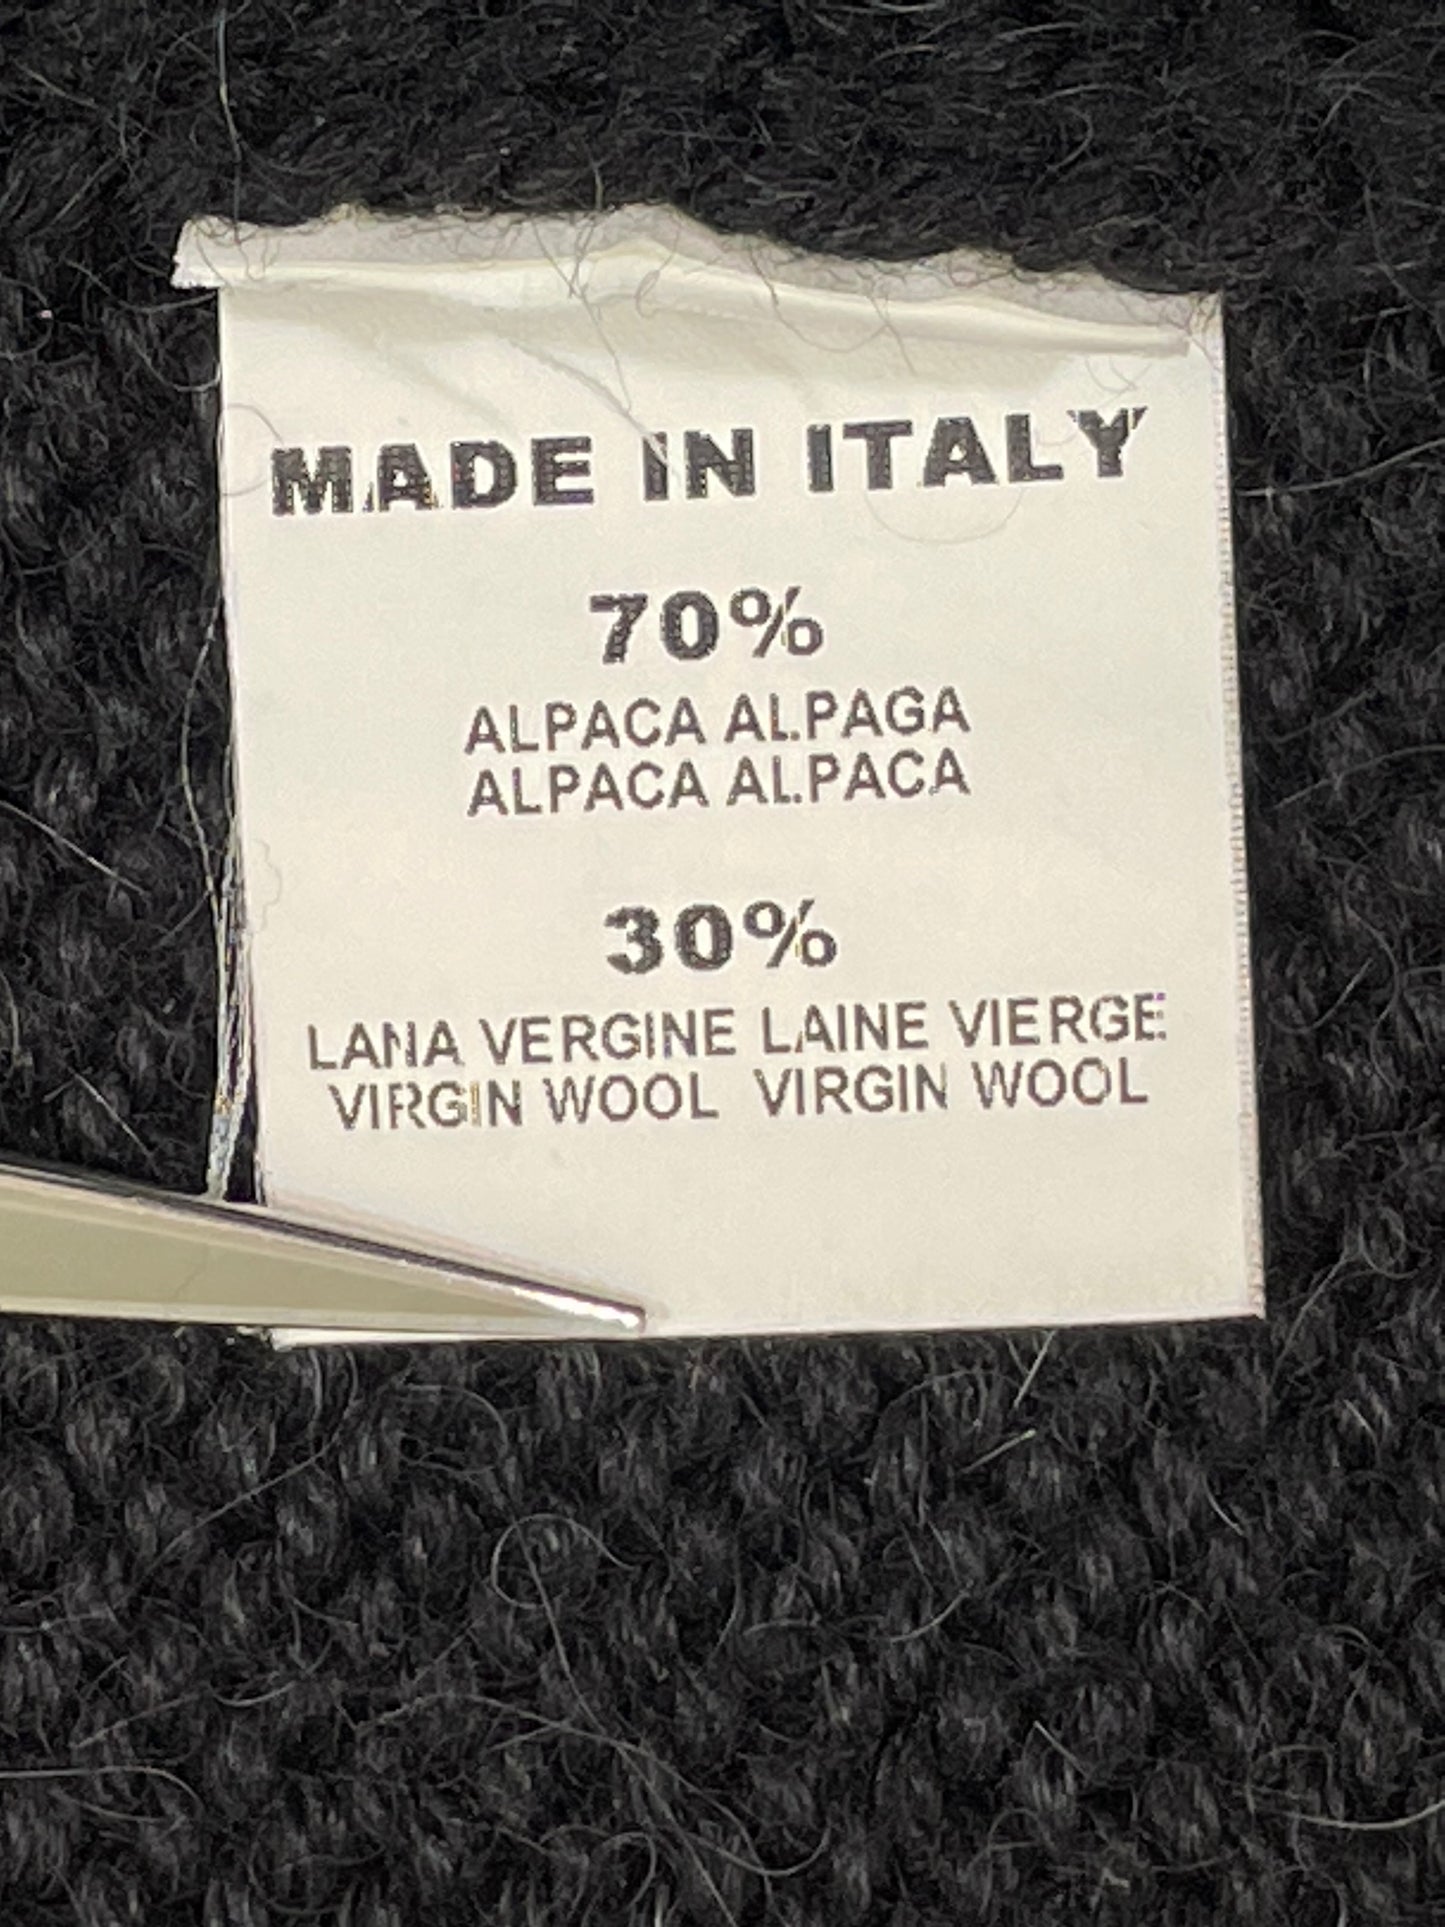 MADE IN ITALY
70%
ALPACA ALPAGA
ALPACA ALPACA
30%
LANA VERGINE LAINE VIERGE
VIRGIN WOOL VIRGIN WOOL